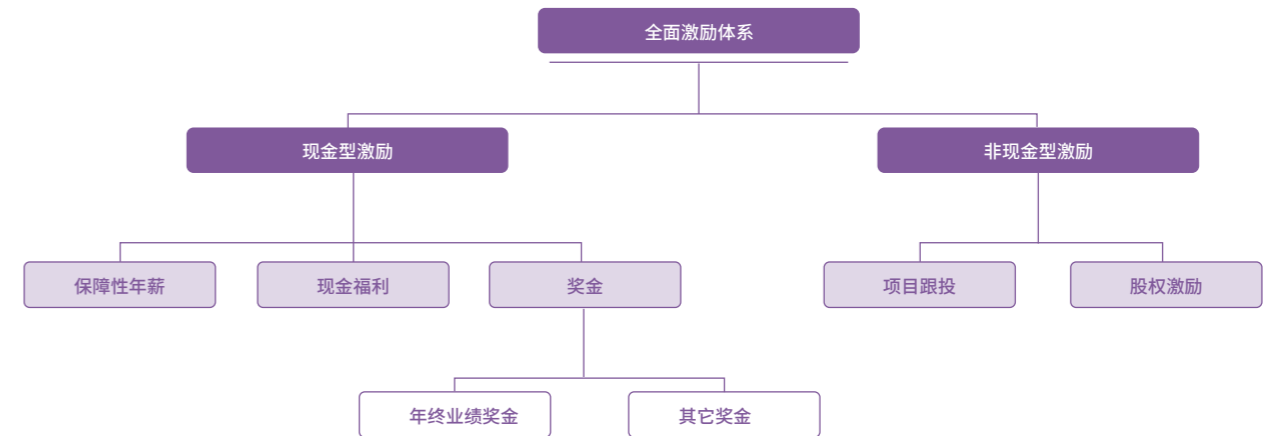 全面激励体系
现金型激励
非现金型激励
保障性年薪
现金福利
奖金
项目跟投
股权激励
年终业绩奖金
其它奖金